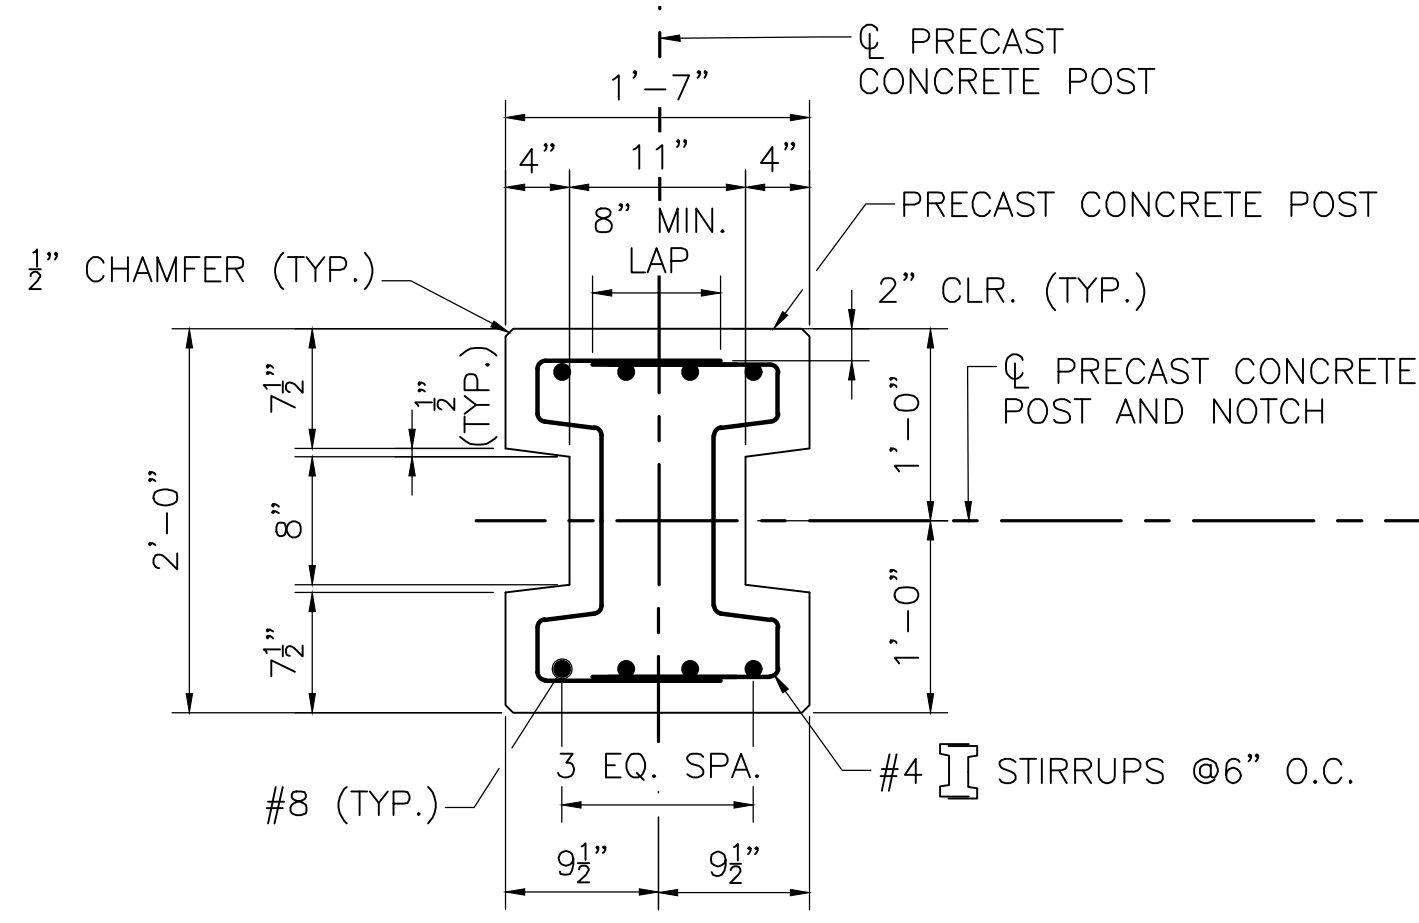 ℄ PRECAST
CONCRETE POST
1'-7"
4" 11" 4"
8" MIN.
LAP
PRECAST CONCRETE POST
½" CHAMFER (TYP.)
2" CLR. (TYP.)
7½"
1½"
(TYP.)
1'-0"
℄ PRECAST CONCRETE
POST AND NOTCH
2'-0"
8"
7½"
1'-0"
3 EQ. SPA.
#4 STIRRUPS @6" O.C.
#8 (TYP.)
9½" 9½"